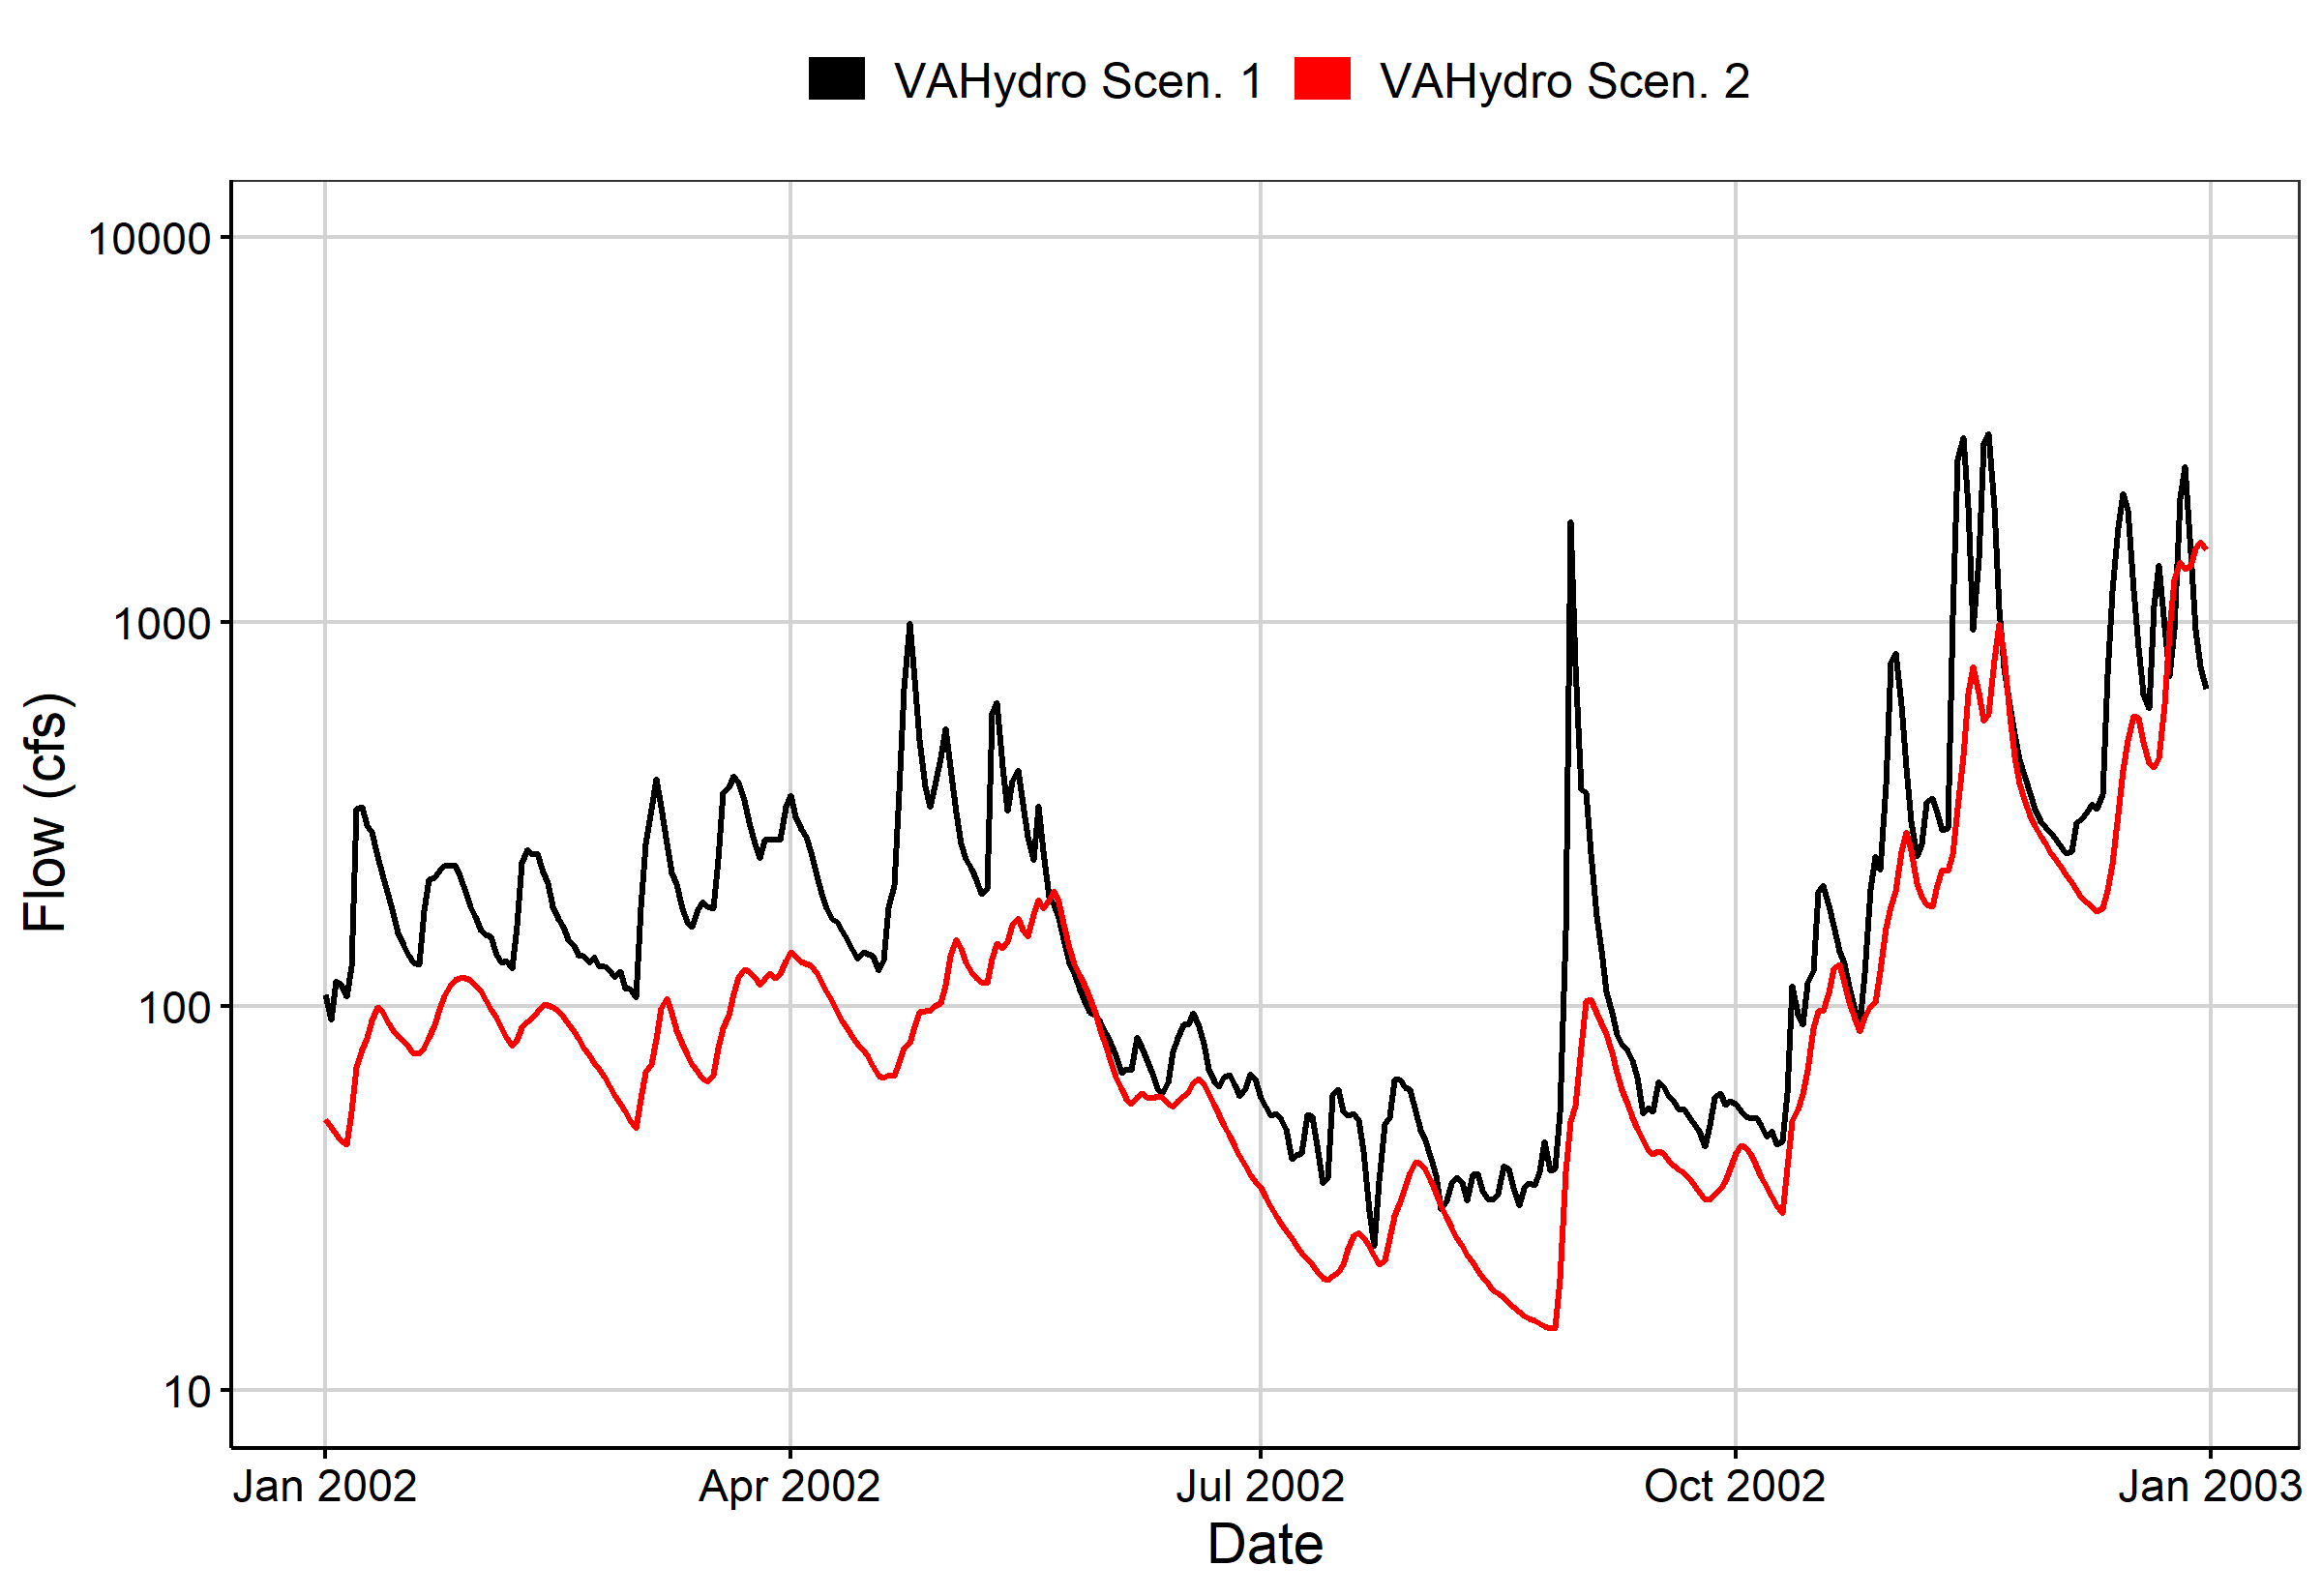 VAHydro Scen. 1 VAHydro Scen. 2
10000
1000
100
10
Flow (cfs)
Jan 2002 Apr 2002 Jul 2002 Oct 2002 Jan 2003
Date